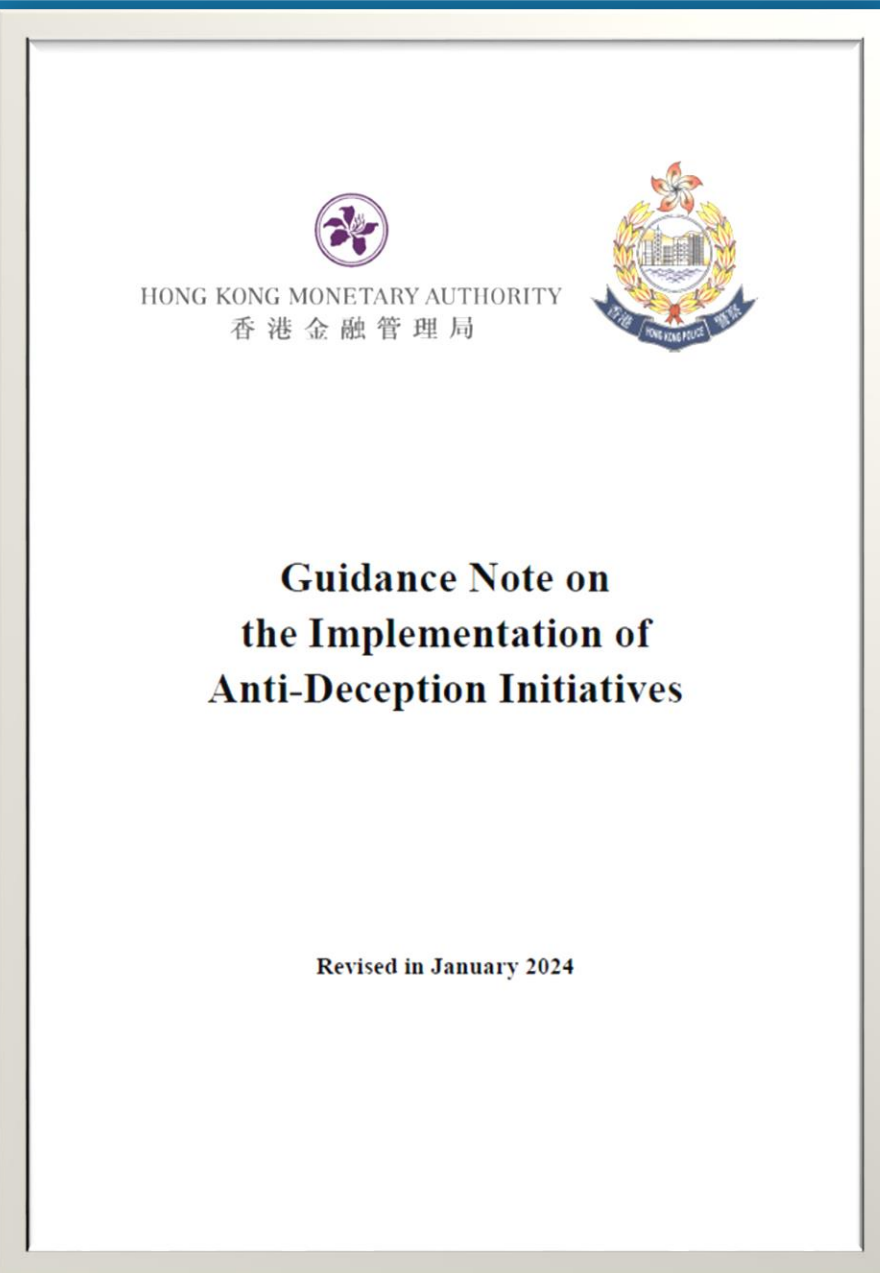 HONG KONG MONETARY AUTHORITY
香港金融管理局
香港 HONG KONG POLICE 警察
Guidance Note on
the Implementation of
Anti-Deception Initiatives
Revised in January 2024